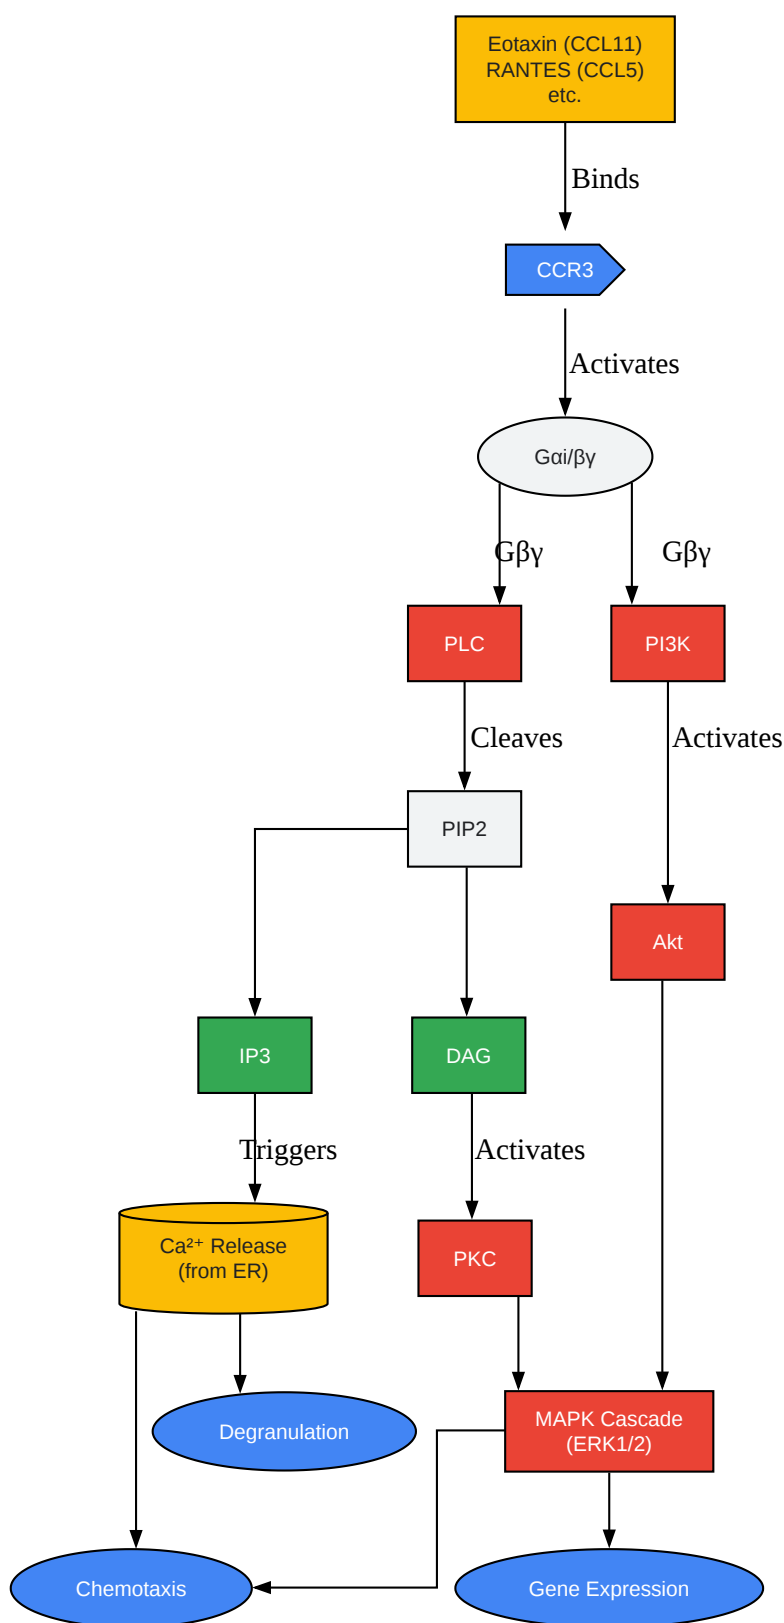 Eotaxin (CCL11)
RANTES (CCL5)
etc.
Binds
CCR3
Activates
Gαi/βγ
Gβγ
Gβγ
PLC
PI3K
Cleaves
Activates
PIP2
Akt
IP3
DAG
Triggers
Activates
Ca²⁺ Release
(from ER)
PKC
Degranulation
MAPK Cascade
(ERK1/2)
Chemotaxis
Gene Expression